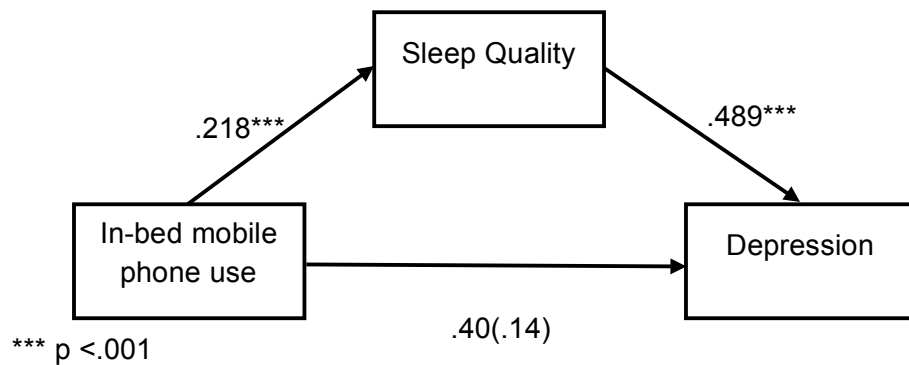 Sleep Quality
.218***
.489***
In-bed mobile
phone use
Depression
.40(.14)
*** p <.001